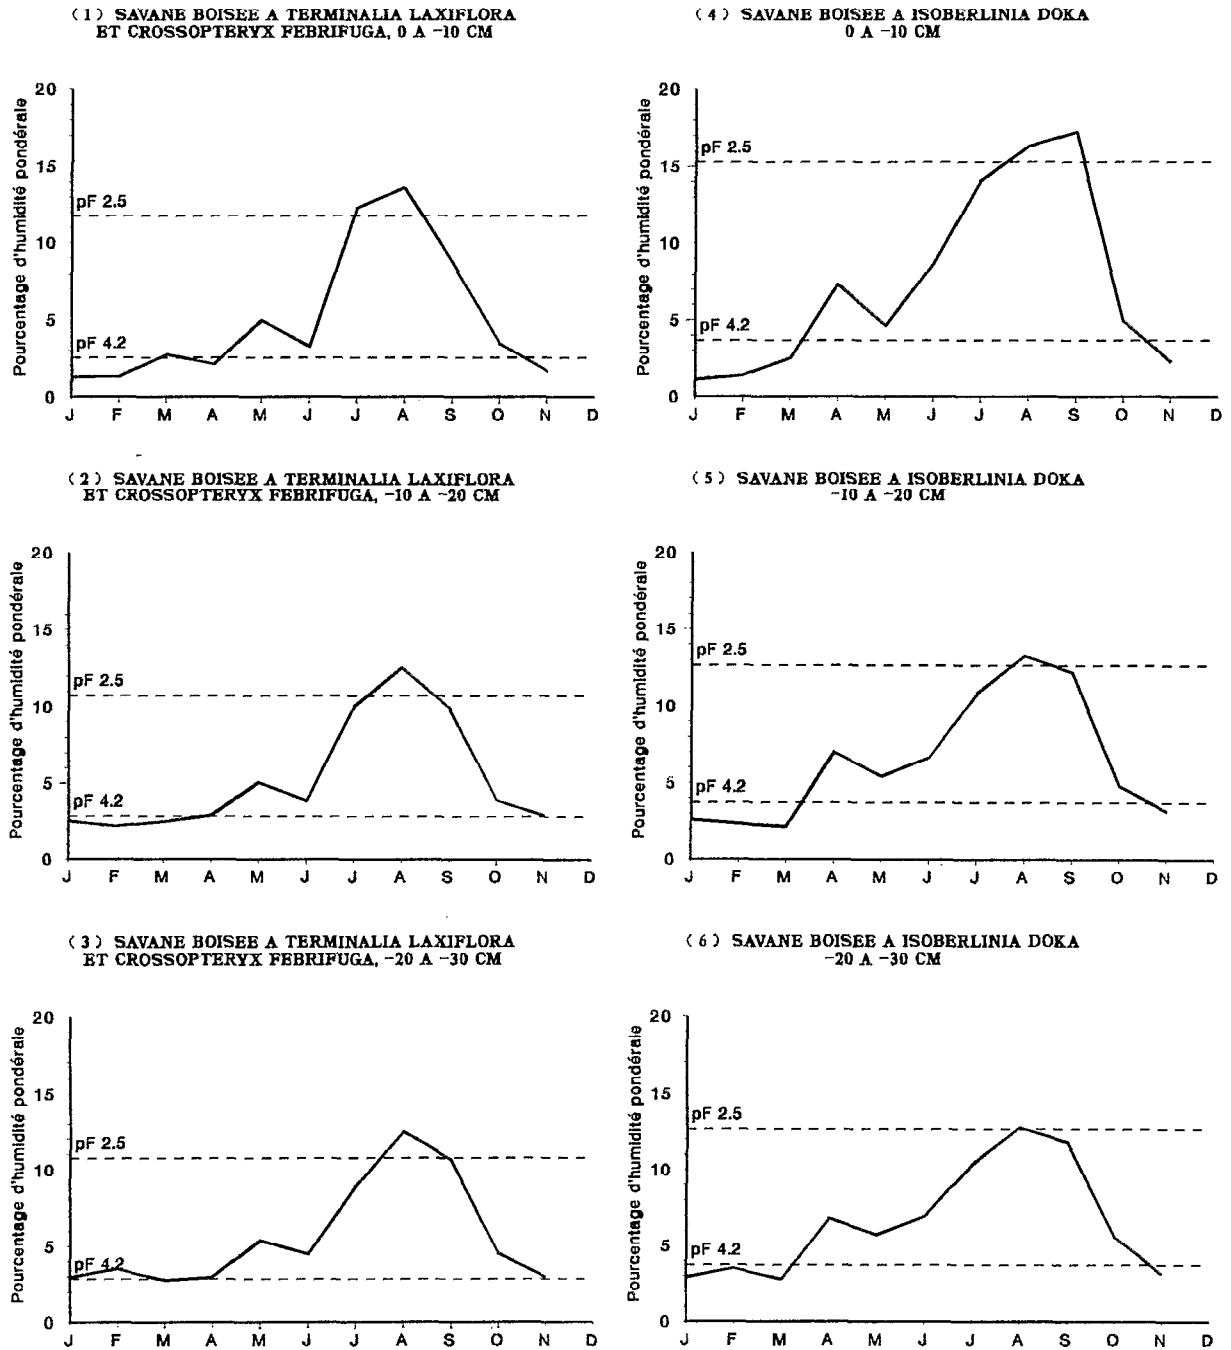 (1) SAVANE BOISEE A TERMINALIA LAXIFLORA
ET CROSSOPTERYX FEBRIFUGA, 0 A -10 CM
Pourcentage d'humidité pondérale
20
15
10
5
0
pF 2.5
pF 4.2
J F M A M J J A S O N D
(4) SAVANE BOISEE A ISOBERLINIA DOKA
0 A -10 CM
Pourcentage d'humidité pondérale
20
15
10
5
0
pF 2.5
pF 4.2
J F M A M J J A S O N D
(2) SAVANE BOISEE A TERMINALIA LAXIFLORA
ET CROSSOPTERYX FEBRIFUGA, -10 A -20 CM
Pourcentage d'humidité pondérale
20
15
10
5
0
pF 2.5
pF 4.2
J F M A M J J A S O N D
(5) SAVANE BOISEE A ISOBERLINIA DOKA
-10 A -20 CM
Pourcentage d'humidité pondérale
20
15
10
5
0
pF 2.5
pF 4.2
J F M A M J J A S O N D
(3) SAVANE BOISEE A TERMINALIA LAXIFLORA
ET CROSSOPTERYX FEBRIFUGA, -20 A -30 CM
Pourcentage d'humidité pondérale
20
15
10
5
0
pF 2.5
pF 4.2
J F M A M J J A S O N D
(6) SAVANE BOISEE A ISOBERLINIA DOKA
-20 A -30 CM
Pourcentage d'humidité pondérale
20
15
10
5
0
pF 2.5
pF 4.2
J F M A M J J A S O N D